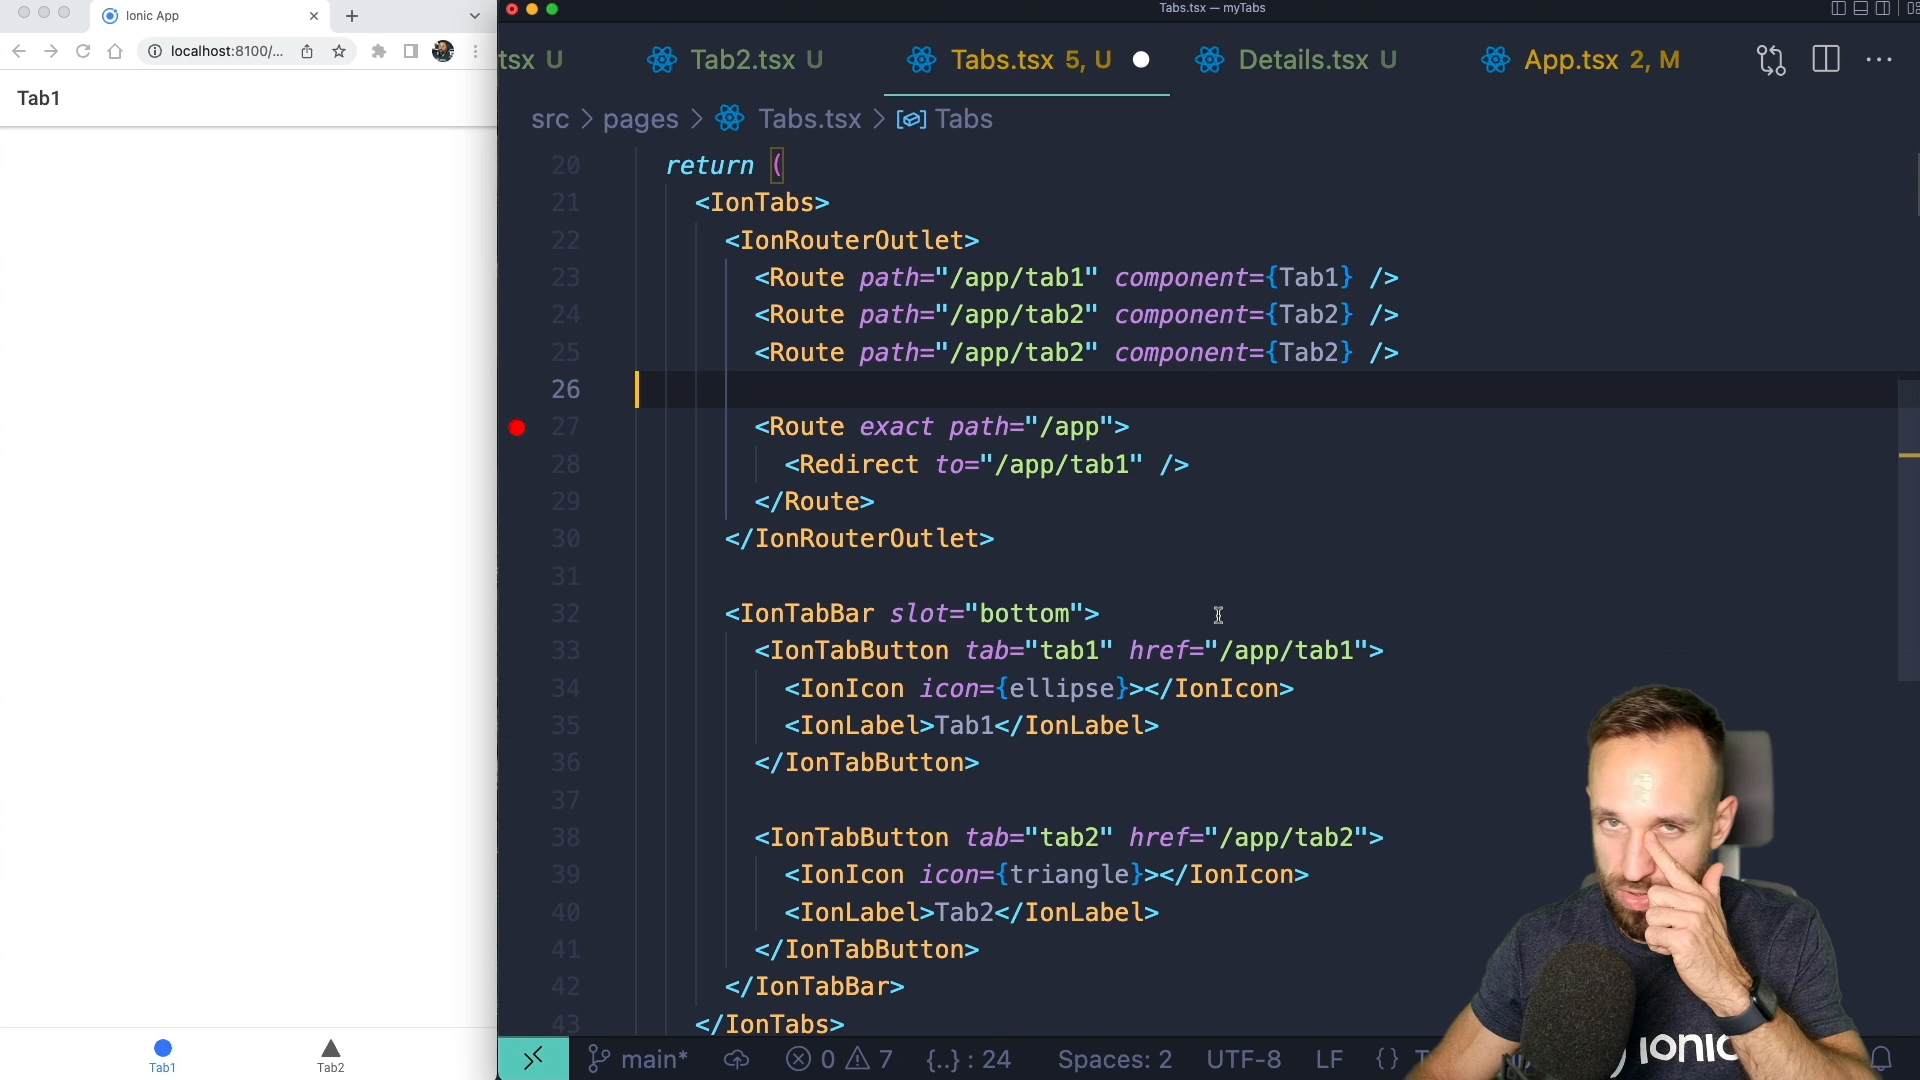 Ionic App
localhost:8100/...
Tab1
Tab1
Tab2
Tabs.tsx — myTabs
tsx U
Tab2.tsx U
Tabs.tsx 5, U
Details.tsx U
App.tsx 2, M
src > pages > Tabs.tsx > Tabs
20 return (
21 <IonTabs>
22 <IonRouterOutlet>
23 <Route path="/app/tab1" component={Tab1} />
24 <Route path="/app/tab2" component={Tab2} />
25 <Route path="/app/tab2" component={Tab2} />
26
27 <Route exact path="/app">
28 <Redirect to="/app/tab1" />
29 </Route>
30 </IonRouterOutlet>
31
32 <IonTabBar slot="bottom">
33 <IonTabButton tab="tab1" href="/app/tab1">
34 <IonIcon icon={ellipse}></IonIcon>
35 <IonLabel>Tab1</IonLabel>
36 </IonTabButton>
37
38 <IonTabButton tab="tab2" href="/app/tab2">
39 <IonIcon icon={triangle}></IonIcon>
40 <IonLabel>Tab2</IonLabel>
41 </IonTabButton>
42 </IonTabBar>
43 </IonTabs>
main* 0 7 {..} : 24 Spaces: 2 UTF-8 LF {}